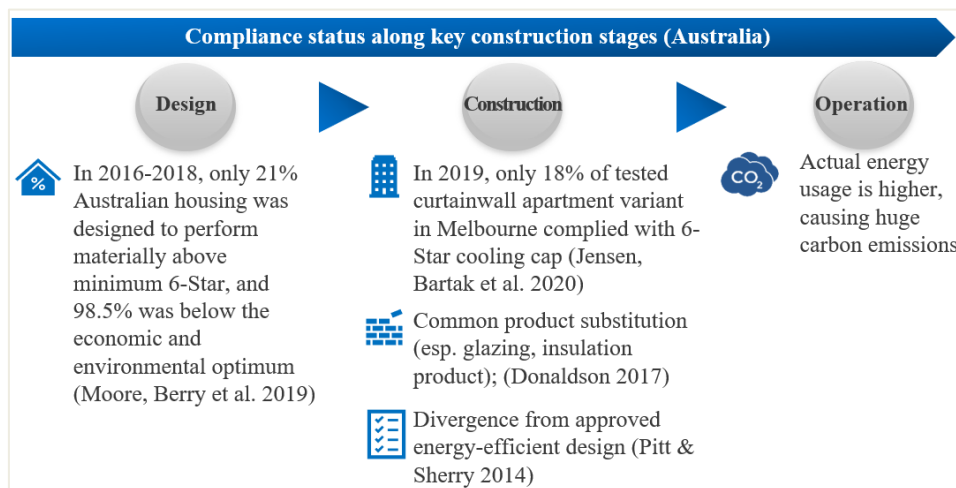 Compliance status along key construction stages (Australia)
Design
Construction
Operation
%
In 2016-2018, only 21%
Australian housing was
designed to perform
materially above
minimum 6-Star, and
98.5% was below the
economic and
environmental optimum
(Moore, Berry et al. 2019)
In 2019, only 18% of tested
curtainwall apartment variant
in Melbourne complied with 6-
Star cooling cap (Jensen,
Bartak et al. 2020)
Common product substitution
(esp. glazing, insulation
product); (Donaldson 2017)
Divergence from approved
energy-efficient design (Pitt &
Sherry 2014)
CO2
Actual energy
usage is higher,
causing huge
carbon emissions